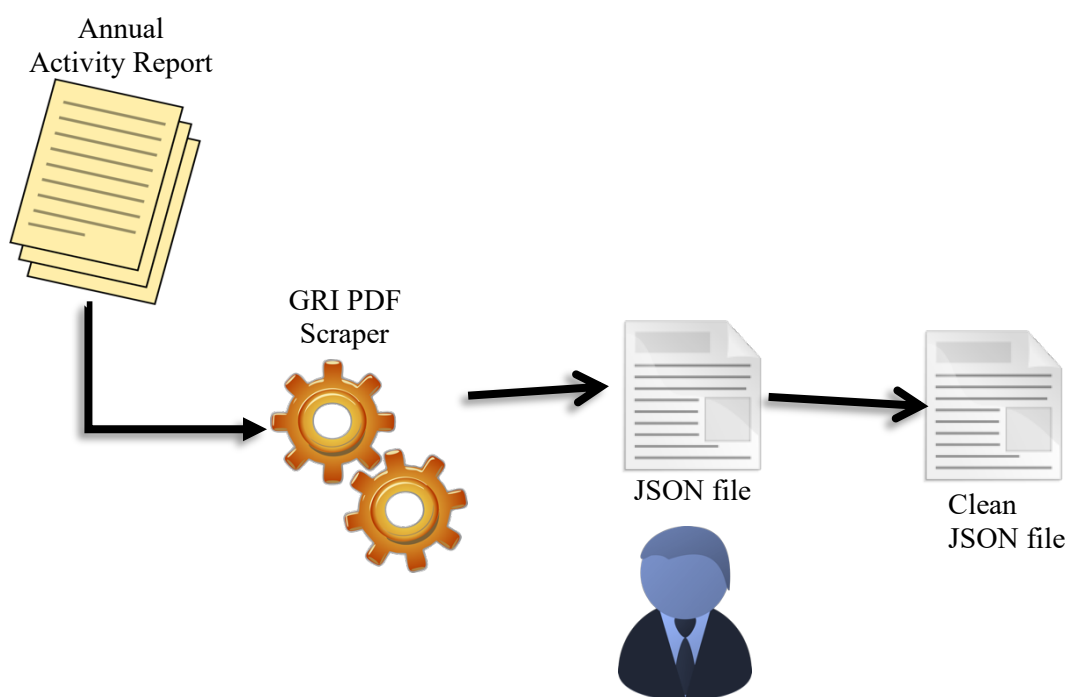 Annual
Activity Report
GRI PDF
Scraper
JSON file
Clean
JSON file